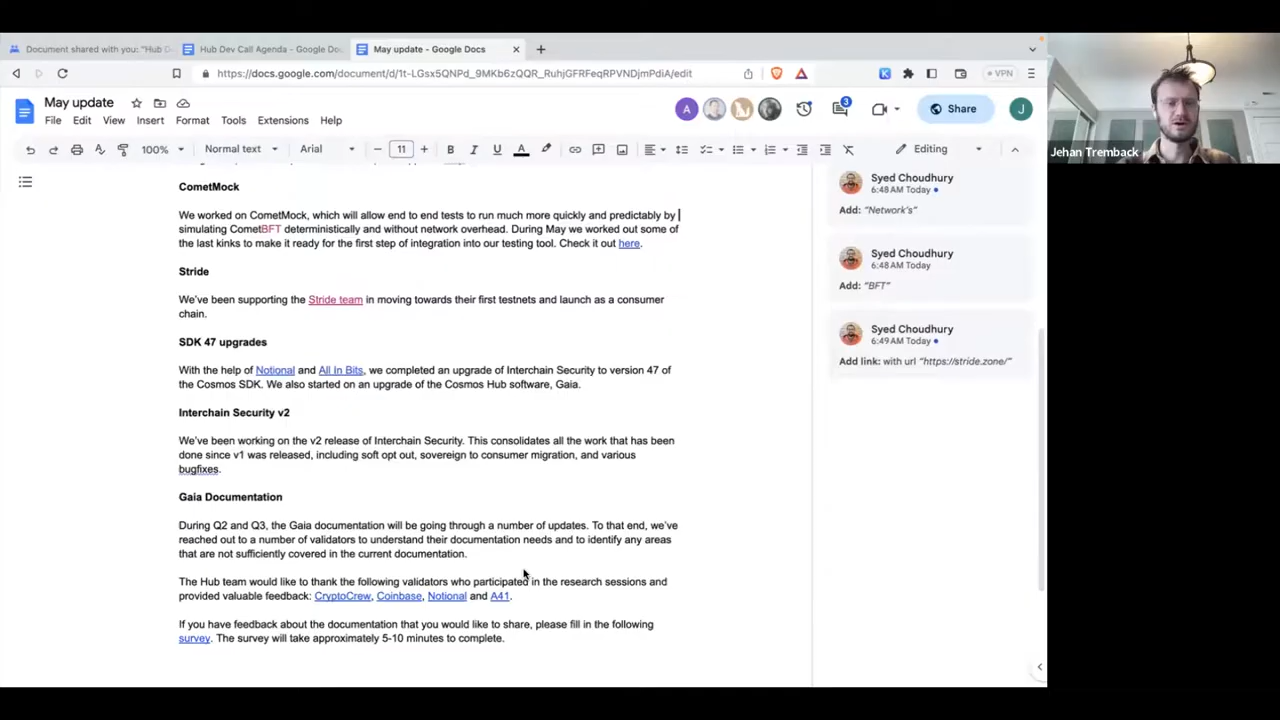 Document shared with you: "Hub D
Hub Dev Call Agenda - Google Do
May update - Google Docs
https://docs.google.com/document/d/1t-LGsx5QNPd_9MKb6zQQR_RuhjGFRFeqRPVNDjmPdiA/edit
VPN
May update
File Edit View Insert Format Tools Extensions Help
A
3
Share
J
100%
Normal text
Arial
11
Editing
CometMock
We worked on CometMock, which will allow end to end tests to run much more quickly and predictably by
simulating CometBFT deterministically and without network overhead. During May we worked out some of
the last kinks to make it ready for the first step of integration into our testing tool. Check it out here.
Stride
We've been supporting the Stride team in moving towards their first testnets and launch as a consumer
chain.
SDK 47 upgrades
With the help of Notional and All In Bits, we completed an upgrade of Interchain Security to version 47 of
the Cosmos SDK. We also started on an upgrade of the Cosmos Hub software, Gaia.
Interchain Security v2
We've been working on the v2 release of Interchain Security. This consolidates all the work that has been
done since v1 was released, including soft opt out, sovereign to consumer migration, and various
bugfixes.
Gaia Documentation
During Q2 and Q3, the Gaia documentation will be going through a number of updates. To that end, we've
reached out to a number of validators to understand their documentation needs and to identify any areas
that are not sufficiently covered in the current documentation.
The Hub team would like to thank the following validators who participated in the research sessions and
provided valuable feedback: CryptoCrew, Coinbase, Notional and A41.
If you have feedback about the documentation that you would like to share, please fill in the following
survey. The survey will take approximately 5-10 minutes to complete.
Syed Choudhury
6:48 AM Today
Add: "Network's"
Syed Choudhury
6:48 AM Today
Add: "BFT"
Syed Choudhury
6:49 AM Today
Add link: with url "https://stride.zone/"
Jehan Tremback